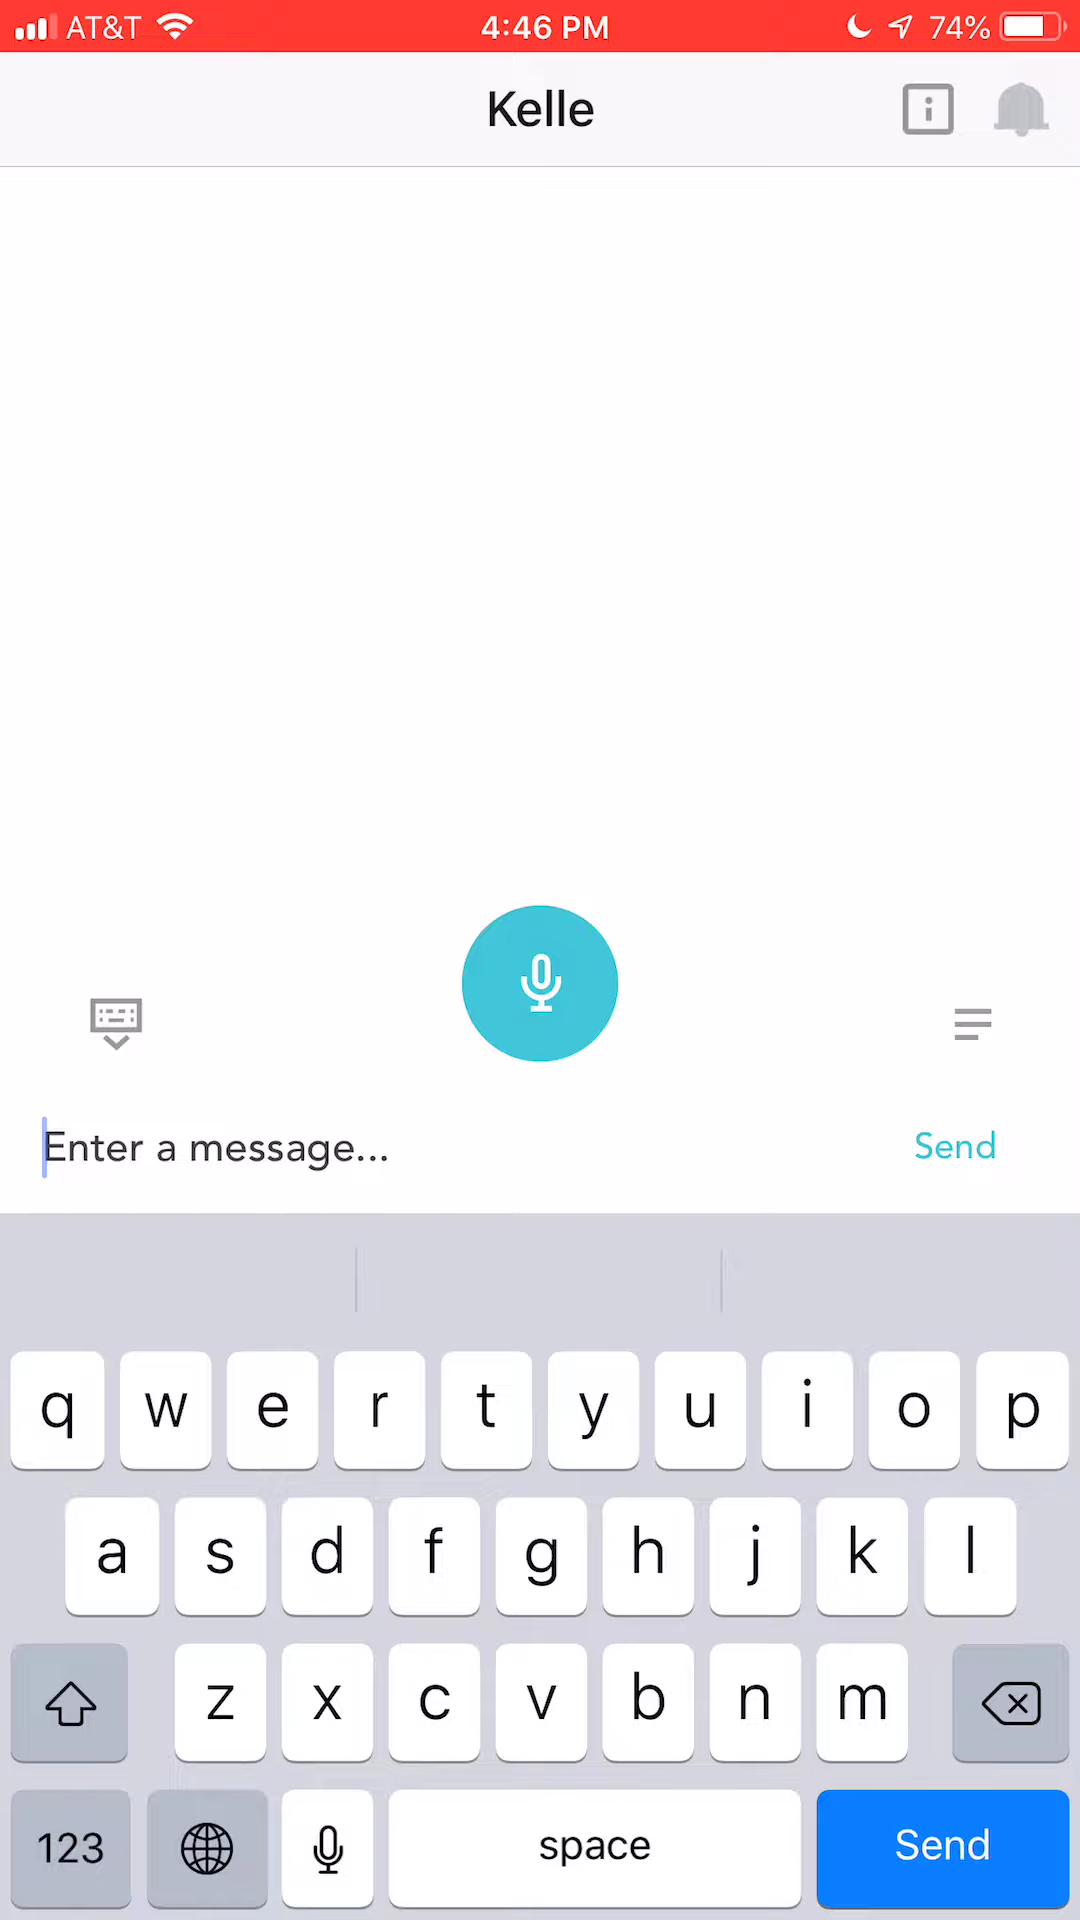 AT&T 4:46 PM 74%
Kelle
Enter a message... Send
q w e r t y u i o p
a s d f g h j k l
z x c v b n m
123 space Send